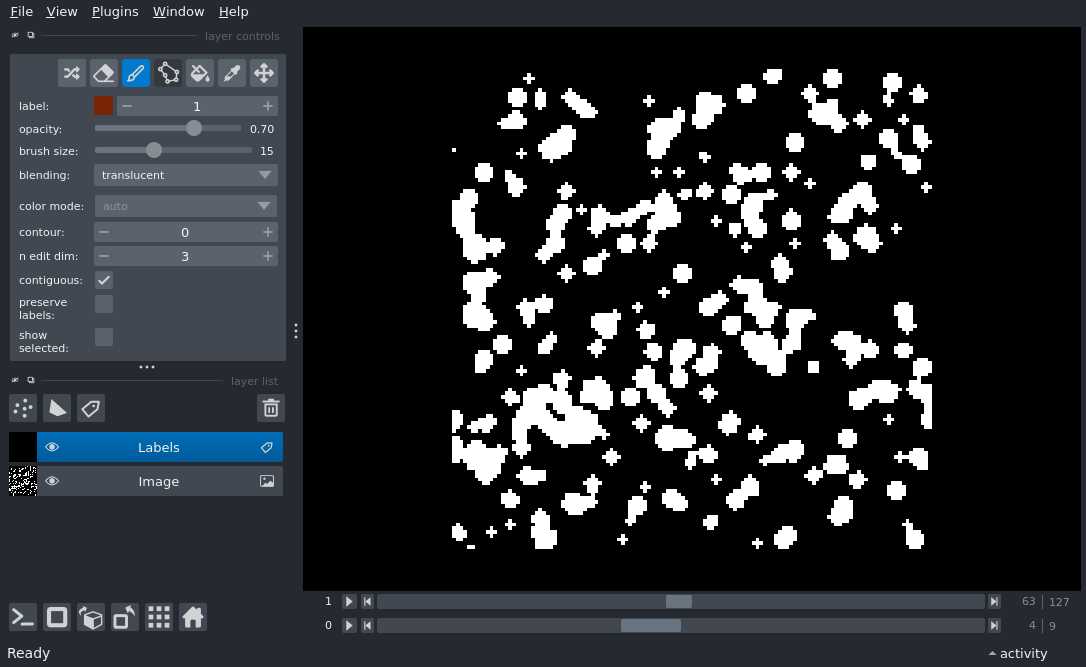 File View Plugins Window Help
layer controls
label: 1
opacity: 0.70
brush size: 15
blending: translucent
color mode: auto
contour: 0
n edit dim: 3
contiguous:
preserve
labels:
show
selected:
layer list
Labels
Image
1 63 127
0 4 9
Ready activity